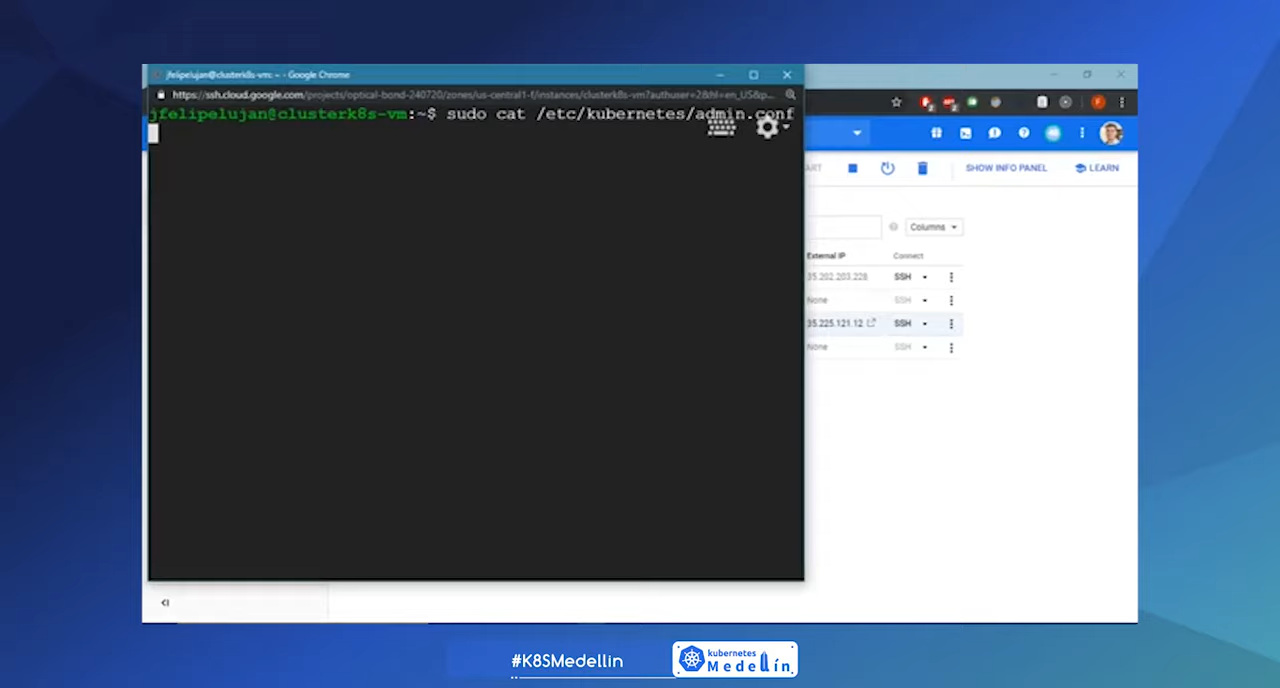 jfelipelujan@clusterk8s-vm: ~ - Google Chrome
https://ssh.cloud.google.com/projects/optical-bond-240720/zones/us-central1-f/instances/clusterk8s-vm?authuser=2&hl=en_US&p...
jfelipelujan@clusterk8s-vm:~$ sudo cat /etc/kubernetes/admin.conf
SHOW INFO PANEL
LEARN
Columns
External IP Connect
35.202.203.228 SSH
None SSH
35.225.121.12 SSH
None SSH
#K8SMedellin
kubernetes
Medellín